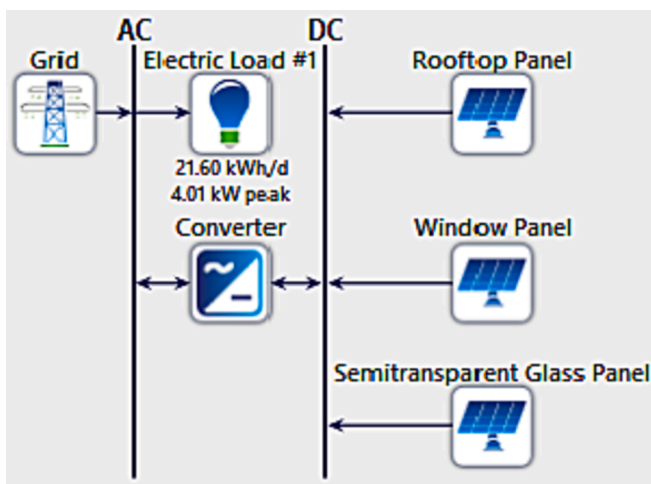 AC
DC
Grid
Electric Load #1
Rooftop Panel
21.60 kWh/d
4.01 kW peak
Converter
Window Panel
Semitransparent Glass Panel